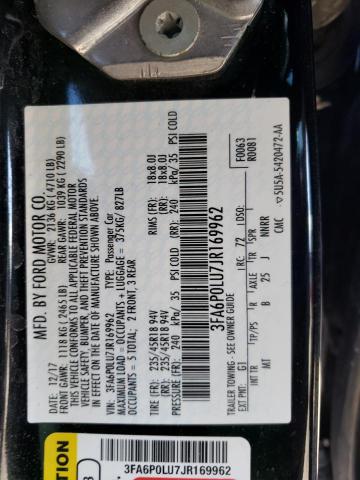 MFD. BY FORD MOTOR CO.
DATE: 12/17 GVWR: 2136 KG ( 4710 LB)
FRONT GAWR: 1118 KG ( 2465 LB) REAR GAWR: 1039 KG ( 2290 LB)
THIS VEHICLE CONFORMS TO ALL APPLICABLE FEDERAL MOTOR
VEHICLE SAFETY, BUMPER, AND THEFT PREVENTION STANDARDS
IN EFFECT ON THE DATE OF MANUFACTURE SHOWN ABOVE.
VIN: 3FA6P0LU7JR169962 TYPE: Passenger Car
MAXIMUM LOAD = OCCUPANTS + LUGGAGE = 375KG/ 827LB
OCCUPANTS = 5 TOTAL: 2 FRONT, 3 REAR
TIRE (FR): 235/45R18 94V RIMS (FR): 18x8.0J
(RR): 235/45R18 94V (RR): 18x8.0J
PRESSURE (FR): 240 kPa/ 35 PSI COLD (RR): 240 kPa/ 35 PSI COLD
3FA6P0LU7JR169962
TRAILER TOWING - SEE OWNER GUIDE
F0063
R0081
EXT PNT: G1 RC: 72 DSO:
INT TP/PS R AXLE TR SPR
MT B 25 J NNRR
CMC ▽5U5A-5420472-AA
3FA6P0LU7JR169962